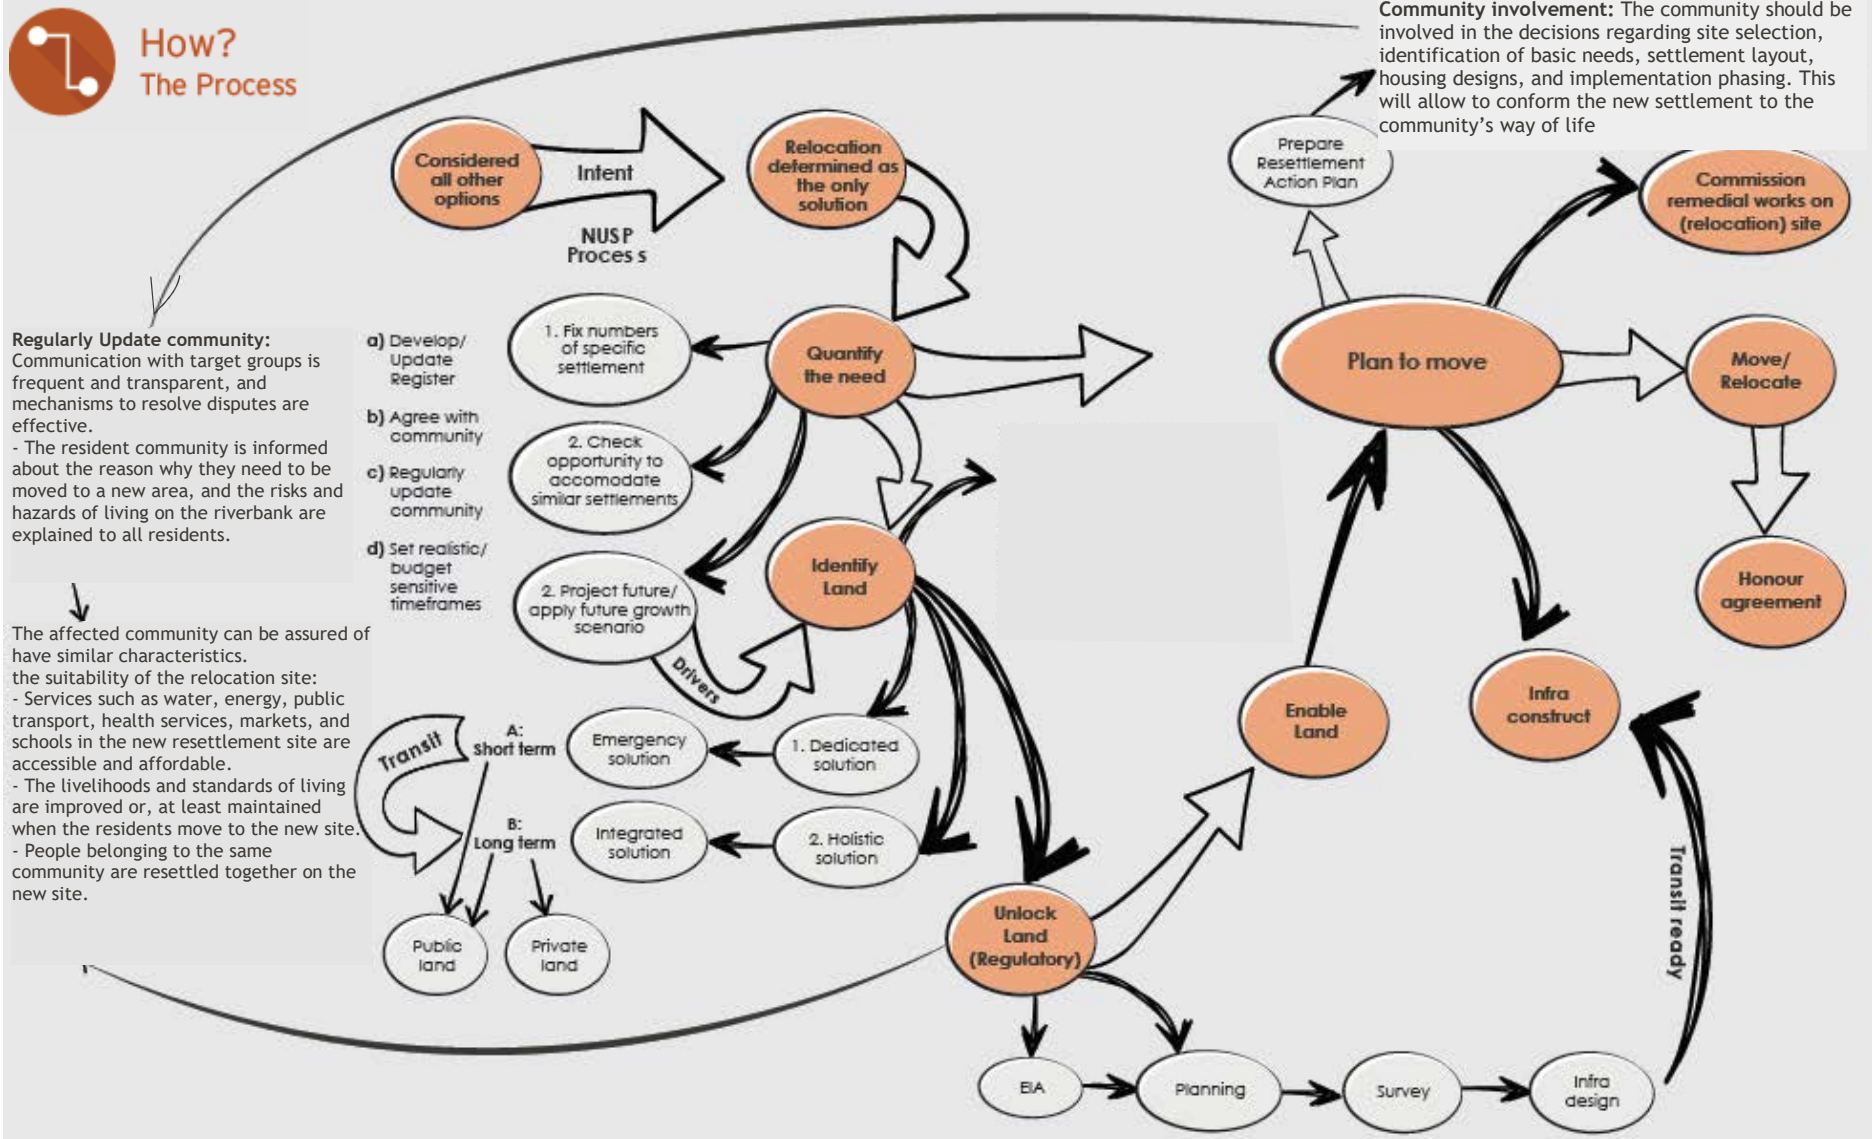 How?
The Process
Community involvement: The community should be
involved in the decisions regarding site selection,
identification of basic needs, settlement layout,
housing designs, and implementation phasing. This
will allow to conform the new settlement to the
community's way of life
Considered
all other
options
Intent
NUSP
Proces s
Relocation
determined as
the only
solution
Prepare
Resettlement
Action Plan
Commission
remedial works on
(relocation) site
Regularly Update community:
Communication with target groups is
frequent and transparent, and
mechanisms to resolve disputes are
effective.
- The resident community is informed
about the reason why they need to be
moved to a new area, and the risks and
hazards of living on the riverbank are
explained to all residents.
a) Develop/
Update
Register
b) Agree with
community
c) Regularly
update
community
d) Set realistic/
budget
sensitive
timeframes
1. Fix numbers
of specific
settlement
2. Check
opportunity to
accomodate
similar settlements
2. Project future/
apply future growth
scenario
Quantify
the need
Drivers
Identify
Land
Plan to move
Move/
Relocate
Honour
agreement
The affected community can be assured of
have similar characteristics.
the suitability of the relocation site:
- Services such as water, energy, public
transport, health services, markets, and
schools in the new resettlement site are
accessible and affordable.
- The livelihoods and standards of living
are improved or, at least maintained
when the residents move to the new site.
- People belonging to the same
community are resettled together on the
new site.
Transit
A:
Short term
B:
Long term
Emergency
solution
1. Dedicated
solution
Integrated
solution
2. Holistic
solution
Public
land
Private
land
Enable
Land
Infra
construct
Unlock
Land
(Regulatory)
Transit ready
EIA
Planning
Survey
Infra
design